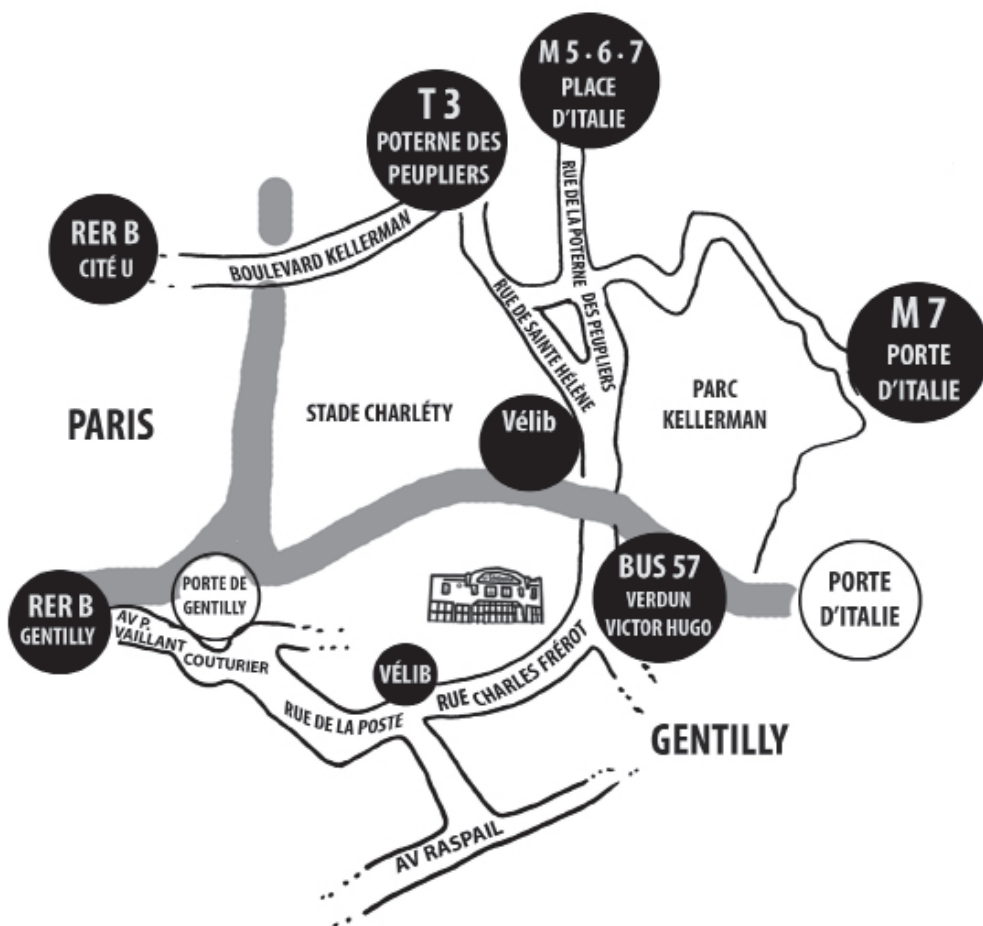 M 5 · 6 · 7
PLACE
D'ITALIE
T 3
POTERNE DES
PEUPLIERS
RUE DE LA POTERNE
DES PEUPLIERS
RER B
CITÉ U
BOULEVARD KELLERMAN
RUE DE SAINTE HÉLÈNE
M 7
PORTE
D'ITALIE
PARIS
STADE CHARLÉTY
Vélib
PARC
KELLERMAN
RER B
GENTILLY
PORTE DE
GENTILLY
BUS 57
VERDUN
VICTOR HUGO
PORTE
D'ITALIE
AV P.
VAILLANT
COUTURIER
VÉLIB
RUE CHARLES FRÉROT
RUE DE LA POSTE
GENTILLY
AV RASPAIL